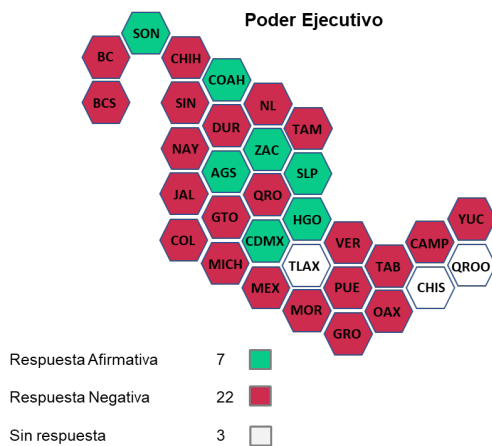 Poder Ejecutivo
SON
BC
CHIH
COAH
BCS
SIN
NL
DUR
TAM
NAY
ZAC
AGS
SLP
JAL
QRO
GTO
HGO
YUC
COL
CDMX
VER
CAMP
MICH
TLAX
TAB
QROO
MEX
PUE
CHIS
MOR
OAX
GRO
Respuesta Afirmativa 7
Respuesta Negativa 22
Sin respuesta 3